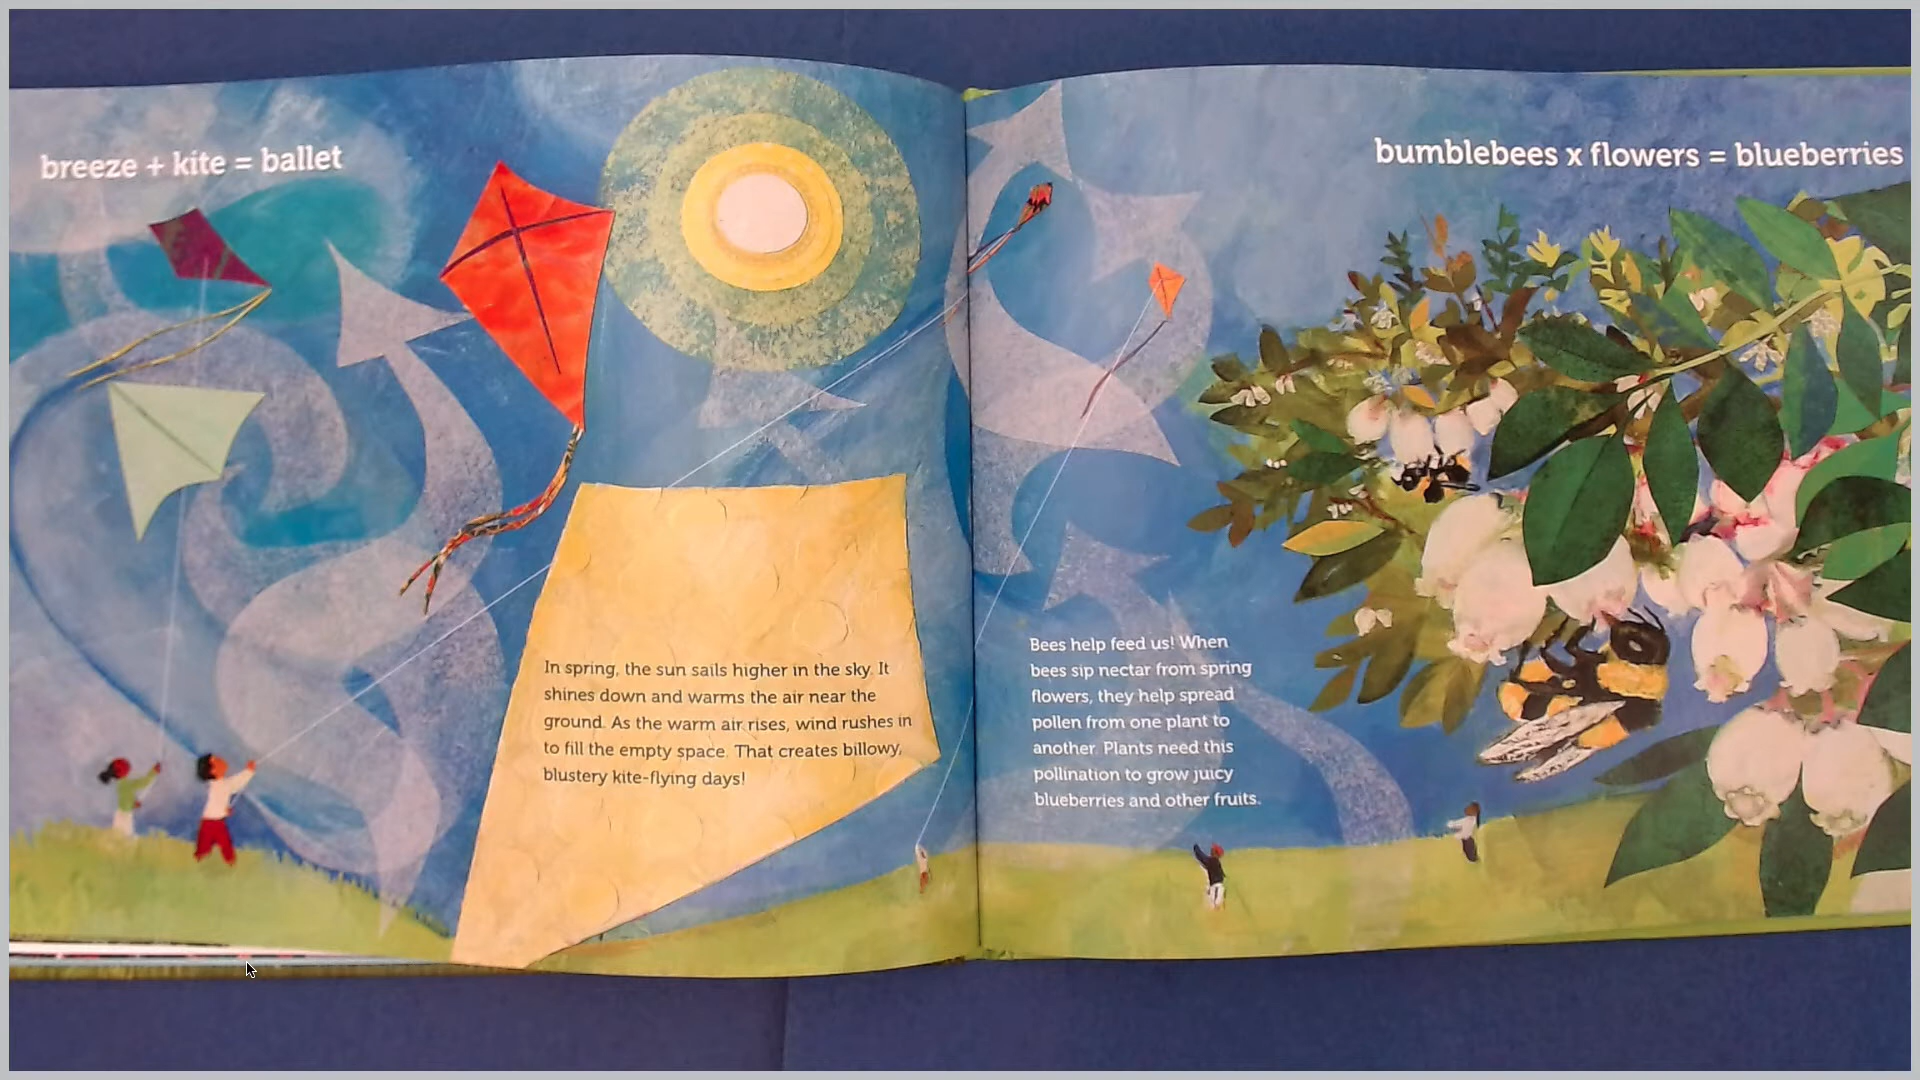 breeze + kite = ballet
In spring, the sun sails higher in the sky. It
shines down and warms the air near the
ground. As the warm air rises, wind rushes in
to fill the empty space. That creates billowy,
blustery kite-flying days!
bumblebees x flowers = blueberries
Bees help feed us! When
bees sip nectar from spring
flowers, they help spread
pollen from one plant to
another. Plants need this
pollination to grow juicy
blueberries and other fruits.